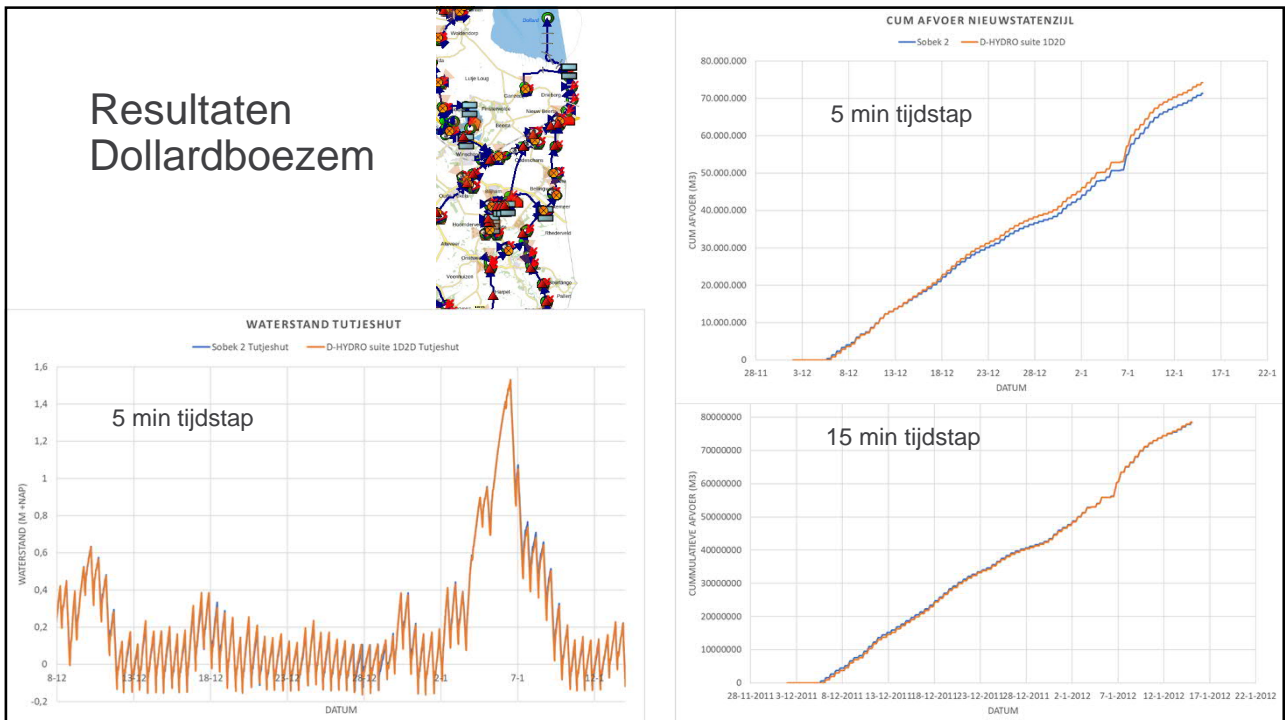 Resultaten
Dollardboezem
Dollard
CUM AFVOER NIEUWSTATENZIJL
Sobek 2 D-HYDRO suite 1D2D
5 min tijdstap
80.000.000
70.000.000
60.000.000
50.000.000
40.000.000
30.000.000
20.000.000
10.000.000
0
CUM AFVOER (M3)
28-11 3-12 8-12 13-12 18-12 23-12 28-12 2-1 7-1 12-1 17-1 22-1
DATUM
WATERSTAND TUTJESHUT
Sobek 2 Tutjeshut D-HYDRO suite 1D2D Tutjeshut
5 min tijdstap
1,6
1,4
1,2
1
0,8
0,6
0,4
0,2
0
-0,2
WATERSTAND (M +NAP)
8-12 13-12 18-12 23-12 28-12 2-1 7-1 12-1
DATUM
15 min tijdstap
80000000
70000000
60000000
50000000
40000000
30000000
20000000
10000000
0
CUMMULATIEVE AFVOER (M3)
28-11-2011 3-12-2011 8-12-2011 13-12-2011 18-12-2011 23-12-2011 28-12-2011 2-1-2012 7-1-2012 12-1-2012 17-1-2012 22-1-2012
DATUM